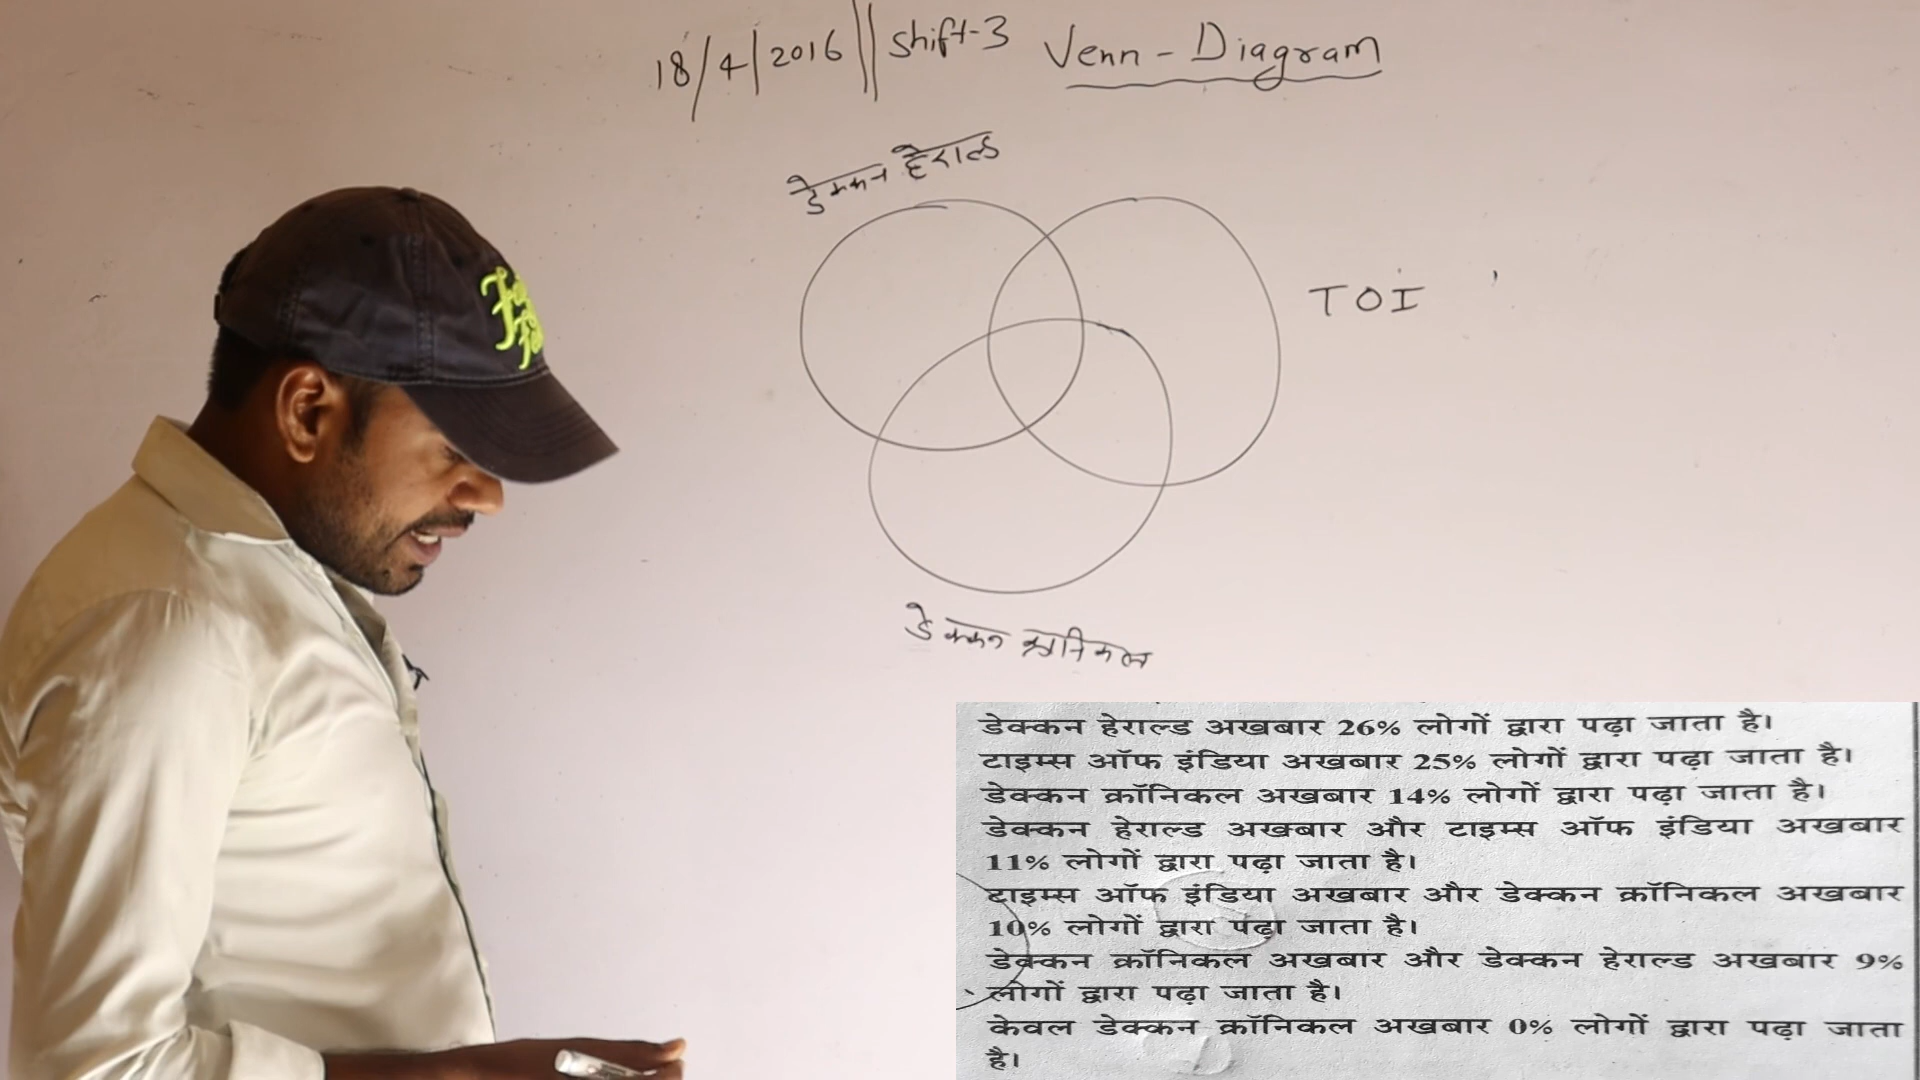 18/4/2016 || Shift-3 Venn - Diagram
डेक्कन हेराल्ड
TOI
डेक्कन क्रानिकल
डेक्कन हेराल्ड अखबार 26% लोगों द्वारा पढ़ा जाता है।
टाइम्स ऑफ इंडिया अखबार 25% लोगों द्वारा पढ़ा जाता है।
डेक्कन क्रॉनिकल अखबार 14% लोगों द्वारा पढ़ा जाता है।
डेक्कन हेराल्ड अखबार और टाइम्स ऑफ इंडिया अखबार
11% लोगों द्वारा पढ़ा जाता है।
टाइम्स ऑफ इंडिया अखबार और डेक्कन क्रॉनिकल अखबार
10% लोगों द्वारा पढ़ा जाता है।
डेक्कन क्रॉनिकल अखबार और डेक्कन हेराल्ड अखबार 9%
लोगों द्वारा पढ़ा जाता है।
केवल डेक्कन क्रॉनिकल अखबार 0% लोगों द्वारा पढ़ा जाता
है।